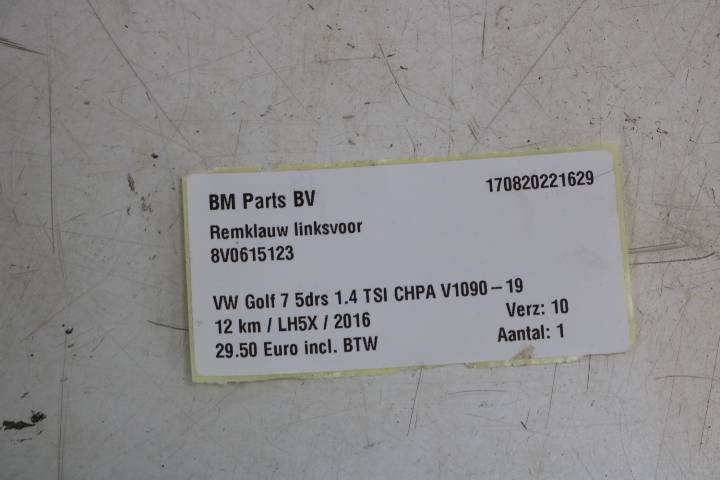 BM Parts BV 170820221629
Remklauw linksvoor
8V0615123
VW Golf 7 5drs 1.4 TSI CHPA V1090-19
12 km / LH5X / 2016 Verz: 10
29.50 Euro incl. BTW Aantal: 1